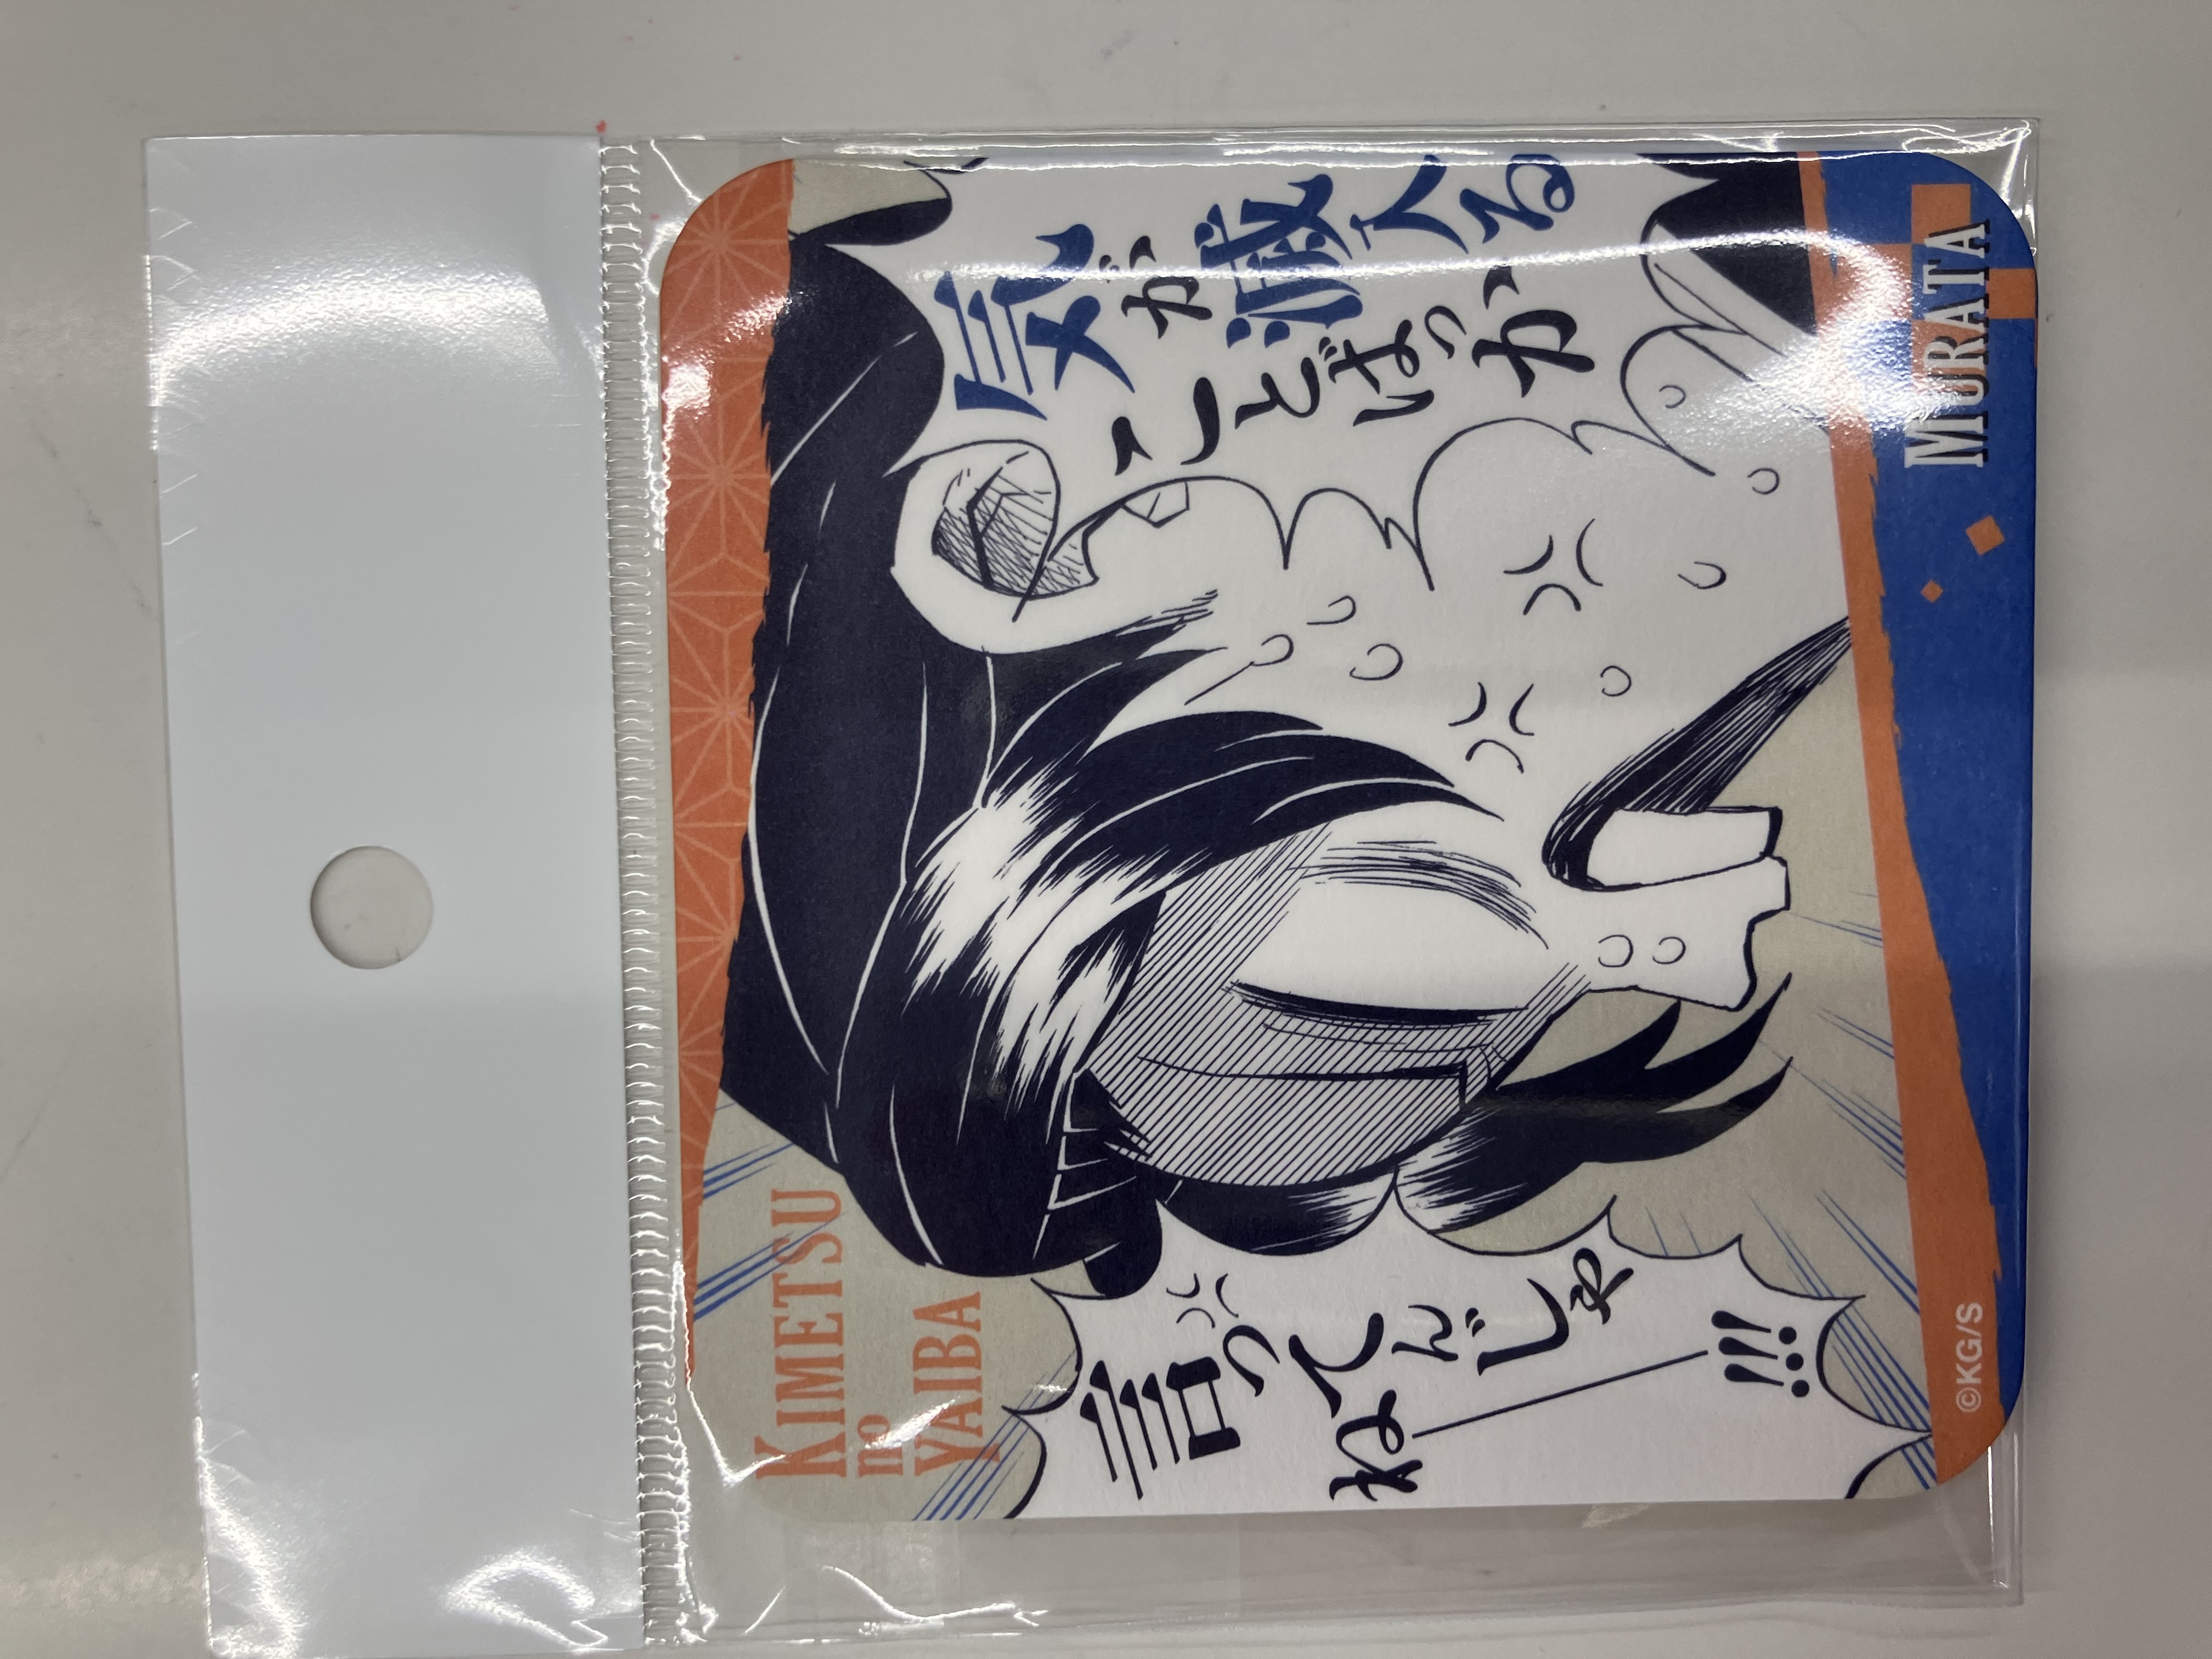 KIMETSU
no
YAIBA
気が滅入る
ことばっか
言ってんじゃ
ねー!!!
©KG/S
MURATA